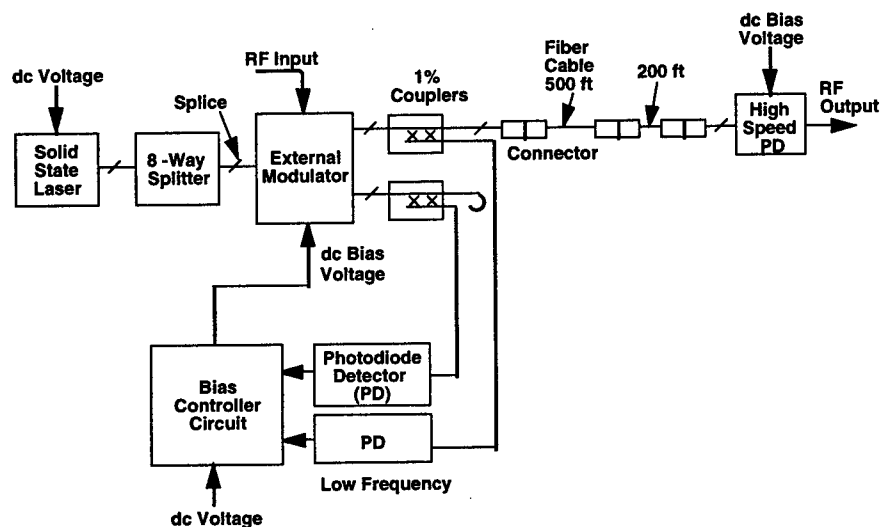 dc Voltage
Solid
State
Laser
8 -Way
Splitter
Splice
RF Input
External
Modulator
1%
Couplers
Connector
Fiber
Cable
500 ft
200 ft
dc Bias
Voltage
High
Speed
PD
RF
Output
dc Bias
Voltage
Bias
Controller
Circuit
Photodiode
Detector
(PD)
PD
Low Frequency
dc Voltage